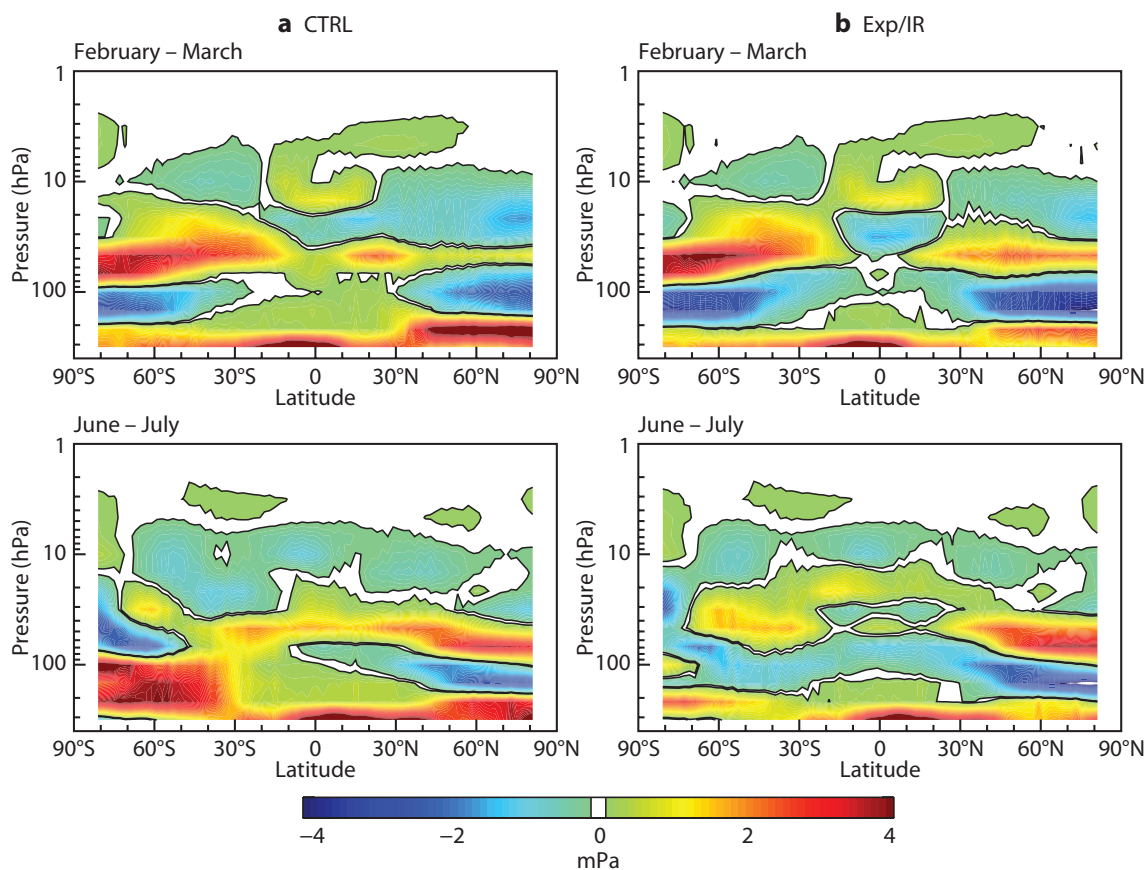 a CTRL
b Exp/IR
February – March
February – March
1
10
100
Pressure (hPa)
90°S 60°S 30°S 0 30°N 60°N 90°N
Latitude
1
10
100
Pressure (hPa)
90°S 60°S 30°S 0 30°N 60°N 90°N
Latitude
June – July
June – July
1
10
100
Pressure (hPa)
90°S 60°S 30°S 0 30°N 60°N 90°N
Latitude
1
10
100
Pressure (hPa)
90°S 60°S 30°S 0 30°N 60°N 90°N
Latitude
−4 −2 0 2 4
mPa